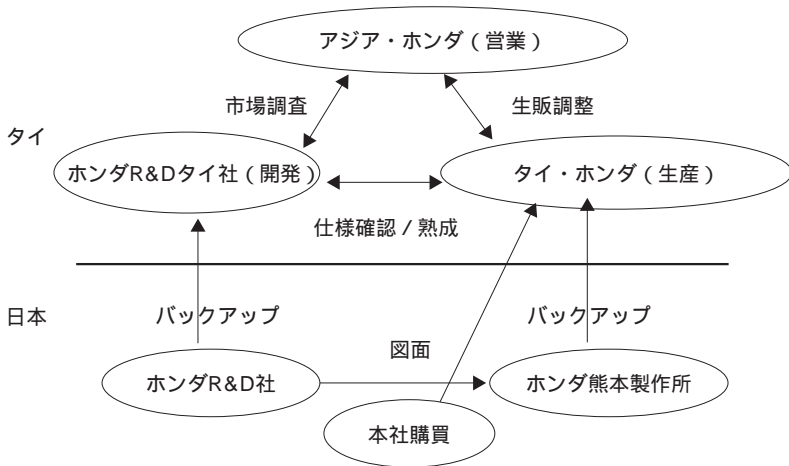 アジア・ホンダ(営業)
市場調査
生販調整
タイ
ホンダR&Dタイ社(開発)
タイ・ホンダ(生産)
仕様確認/熟成
日本
バックアップ
バックアップ
図面
ホンダR&D社
ホンダ熊本製作所
本社購買